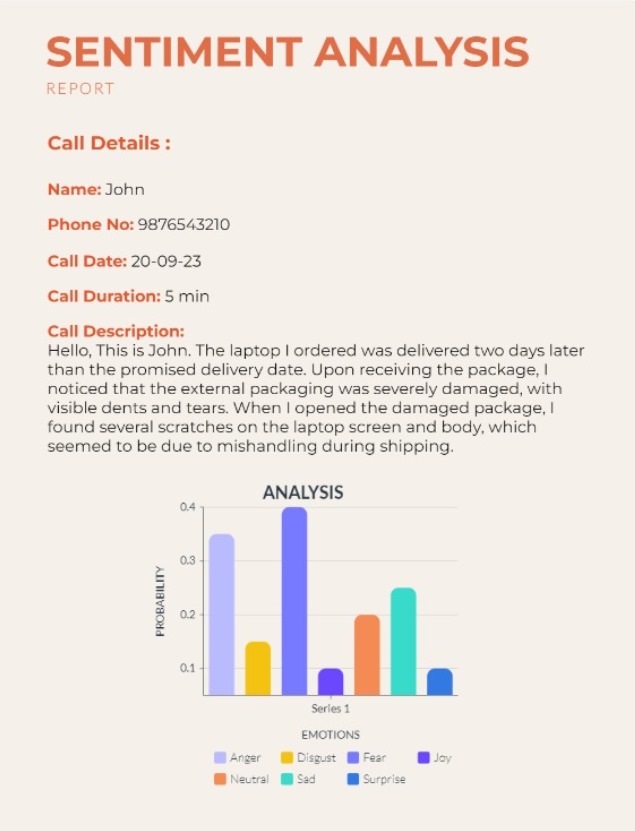 SENTIMENT ANALYSIS
REPORT
Call Details :
Name: John
Phone No: 9876543210
Call Date: 20-09-23
Call Duration: 5 min
Call Description:
Hello, This is John. The laptop I ordered was delivered two days later
than the promised delivery date. Upon receiving the package, I
noticed that the external packaging was severely damaged, with
visible dents and tears. When I opened the damaged package, I
found several scratches on the laptop screen and body, which
seemed to be due to mishandling during shipping.
ANALYSIS
0.4
0.3
0.2
0.1
PROBABILITY
Series 1
EMOTIONS
Anger Disgust Fear Joy
Neutral Sad Surprise